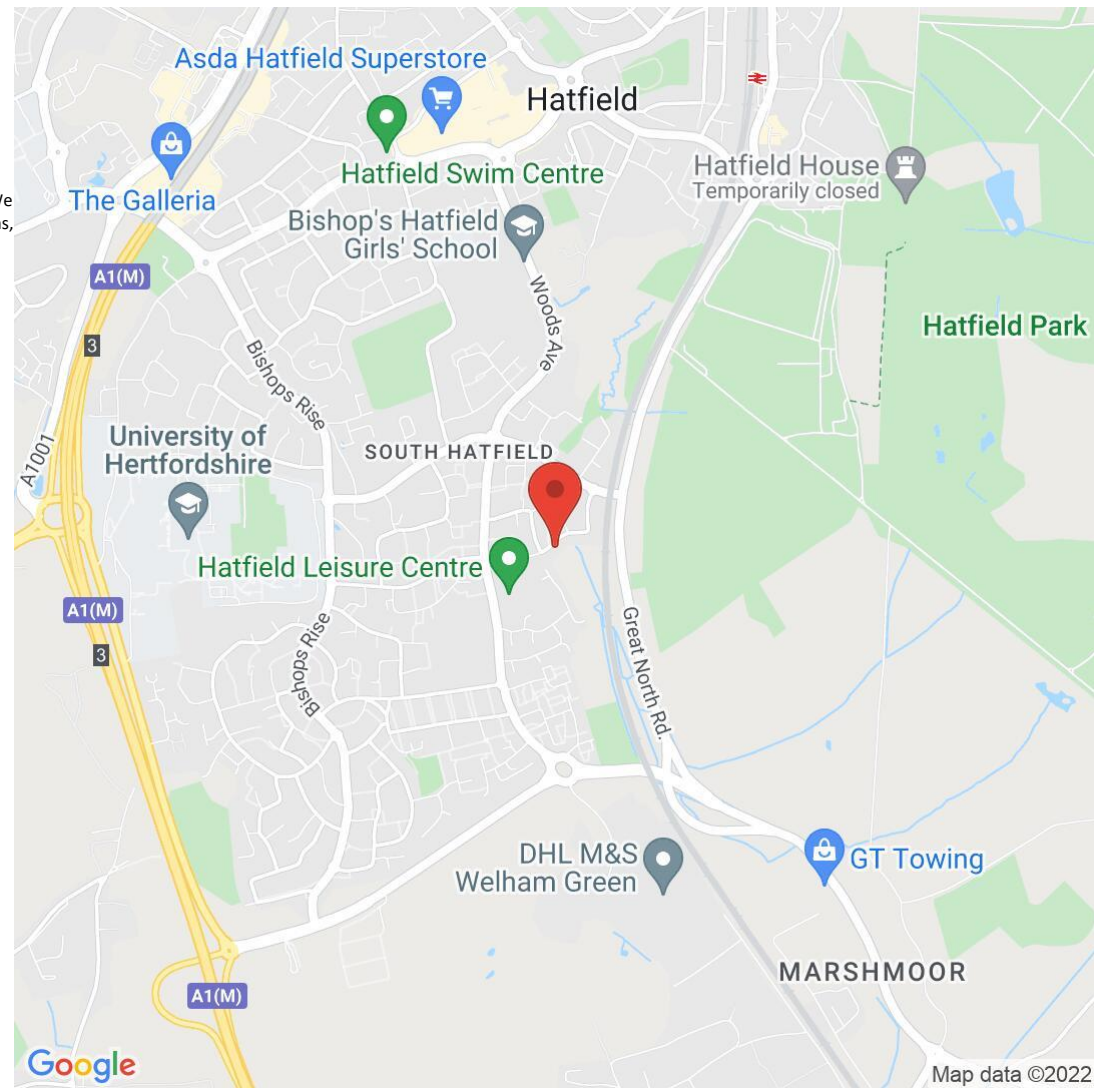 Asda Hatfield Superstore
Hatfield
Hatfield Swim Centre
Hatfield House
Temporarily closed
The Galleria
Bishop's Hatfield
Girls' School
A1(M)
3
Woods Ave
Hatfield Park
Bishops Rise
A1001
University of
Hertfordshire
SOUTH HATFIELD
Hatfield Leisure Centre
A1(M)
3
Bishops Rise
Great North Rd.
DHL M&S
Welham Green
GT Towing
MARSHMOOR
A1(M)
Google
Map data ©2022